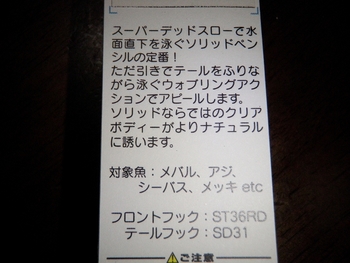 スーパーデッドスローで水
面直下を泳ぐソリッドペン
シルの定番！
ただ引きでテールをふりな
がら泳ぐウォブリングアク
ションでアピールします。
ソリッドならではのクリア
ボディーがよりナチュラル
に誘います。
対象魚：メバル、アジ、
シーバス、メッキ etc
フロントフック：ST36RD
テールフック：SD31
ご注意